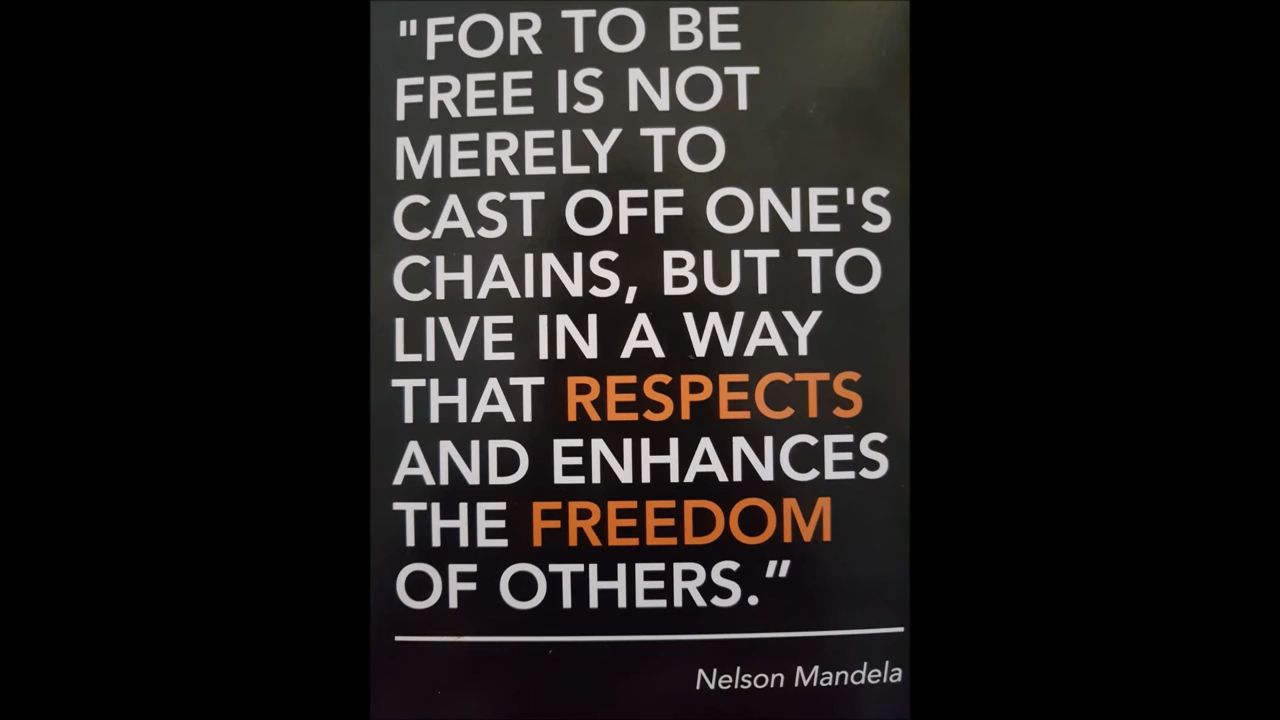 "FOR TO BE
FREE IS NOT
MERELY TO
CAST OFF ONE'S
CHAINS, BUT TO
LIVE IN A WAY
THAT RESPECTS
AND ENHANCES
THE FREEDOM
OF OTHERS.”
Nelson Mandela